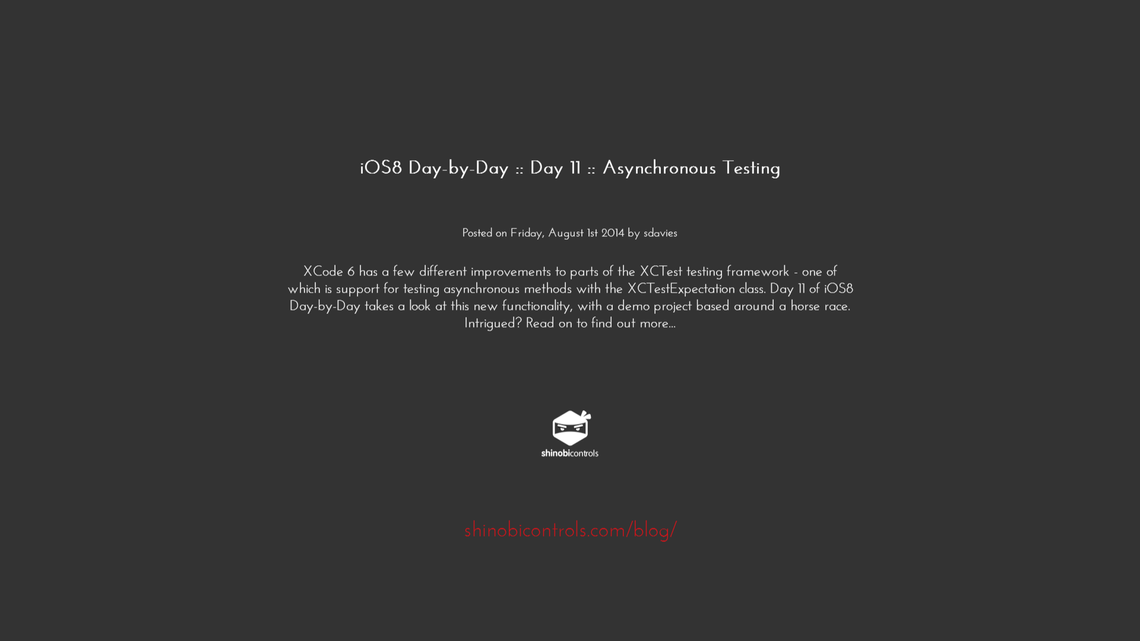 iOS8 Day-by-Day :: Day 11 :: Asynchronous Testing
Posted on Friday, August 1st 2014 by sdavies
XCode 6 has a few different improvements to parts of the XCTest testing framework - one of
which is support for testing asynchronous methods with the XCTestExpectation class. Day 11 of iOS8
Day-by-Day takes a look at this new functionality, with a demo project based around a horse race.
Intrigued? Read on to find out more...
shinobicontrols
shinobicontrols.com/blog/